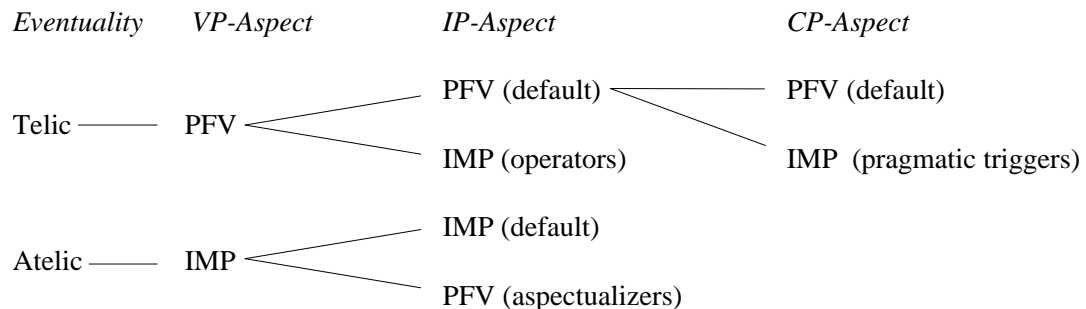 Eventuality VP-Aspect IP-Aspect CP-Aspect
PFV (default) PFV (default)
Telic PFV
IMP (operators) IMP (pragmatic triggers)
IMP (default)
Atelic IMP
PFV (aspectualizers)